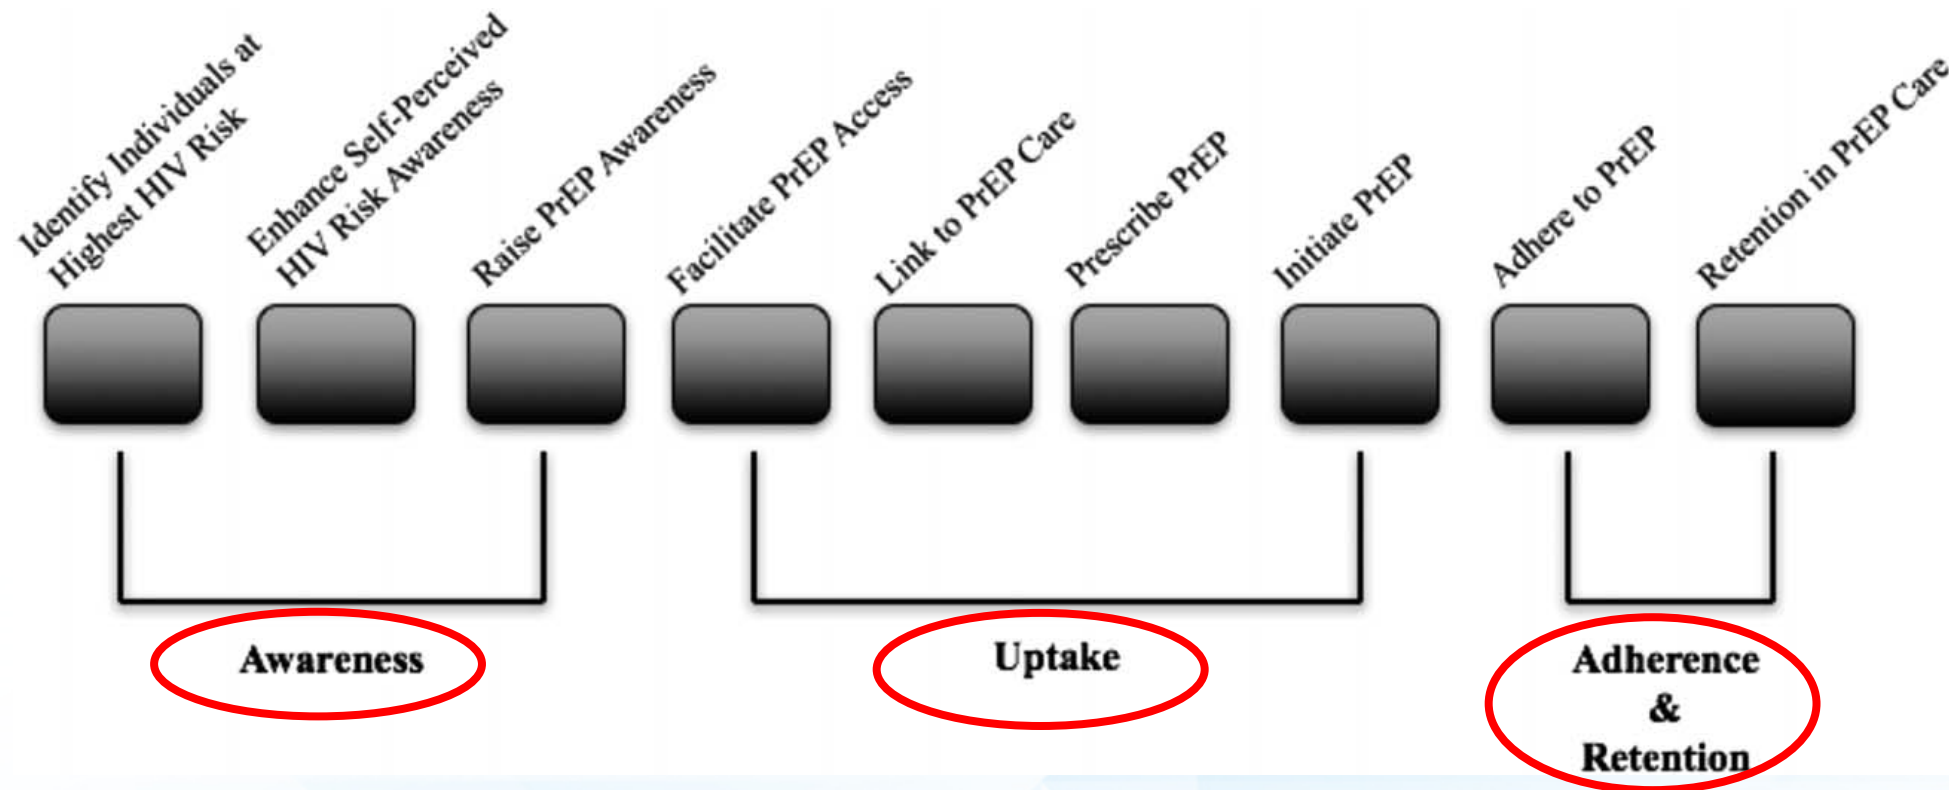 Identify Individuals at
Highest HIV Risk
Enhance Self-Perceived
HIV Risk Awareness
Raise PrEP Awareness
Facilitate PrEP Access
Link to PrEP Care
Prescribe PrEP
Initiate PrEP
Adhere to PrEP
Retention in PrEP Care
Awareness
Uptake
Adherence
&
Retention